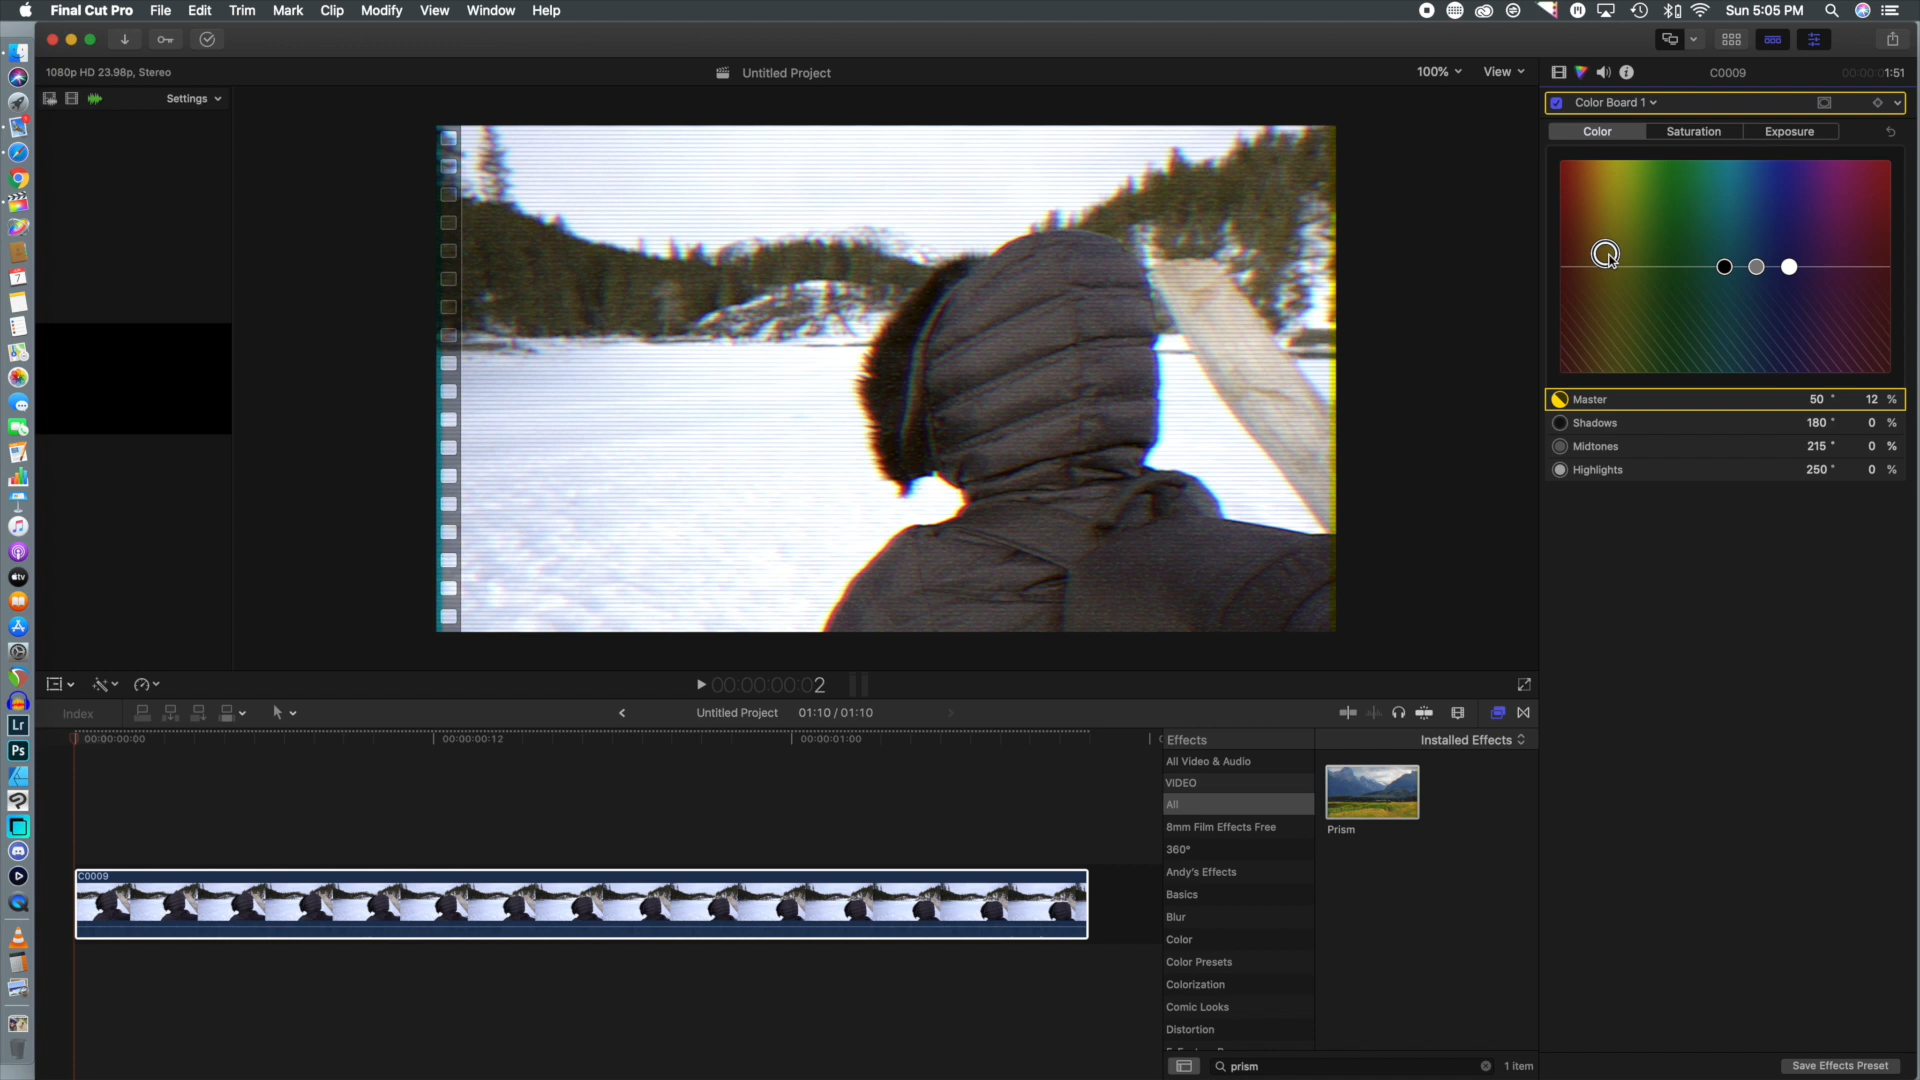 Final Cut Pro File Edit Trim Mark Clip Modify View Window Help
Sun 5:05 PM
1080p HD 23.98p, Stereo
Untitled Project
100%
View
C0009
00:00:01:51
Settings
Color Board 1
Color
Saturation
Exposure
Master 50 ° 12 %
Shadows 180 ° 0 %
Midtones 215 ° 0 %
Highlights 250 ° 0 %
00:00:00:02
Index
Untitled Project 01:10 / 01:10
00:00:00:00
00:00:00:12
00:00:01:00
C0009
Effects
Installed Effects
All Video & Audio
VIDEO
All
8mm Film Effects Free
360°
Andy's Effects
Basics
Blur
Color
Color Presets
Colorization
Comic Looks
Distortion
Prism
prism
1 item
Save Effects Preset
Lr
Ps
tv